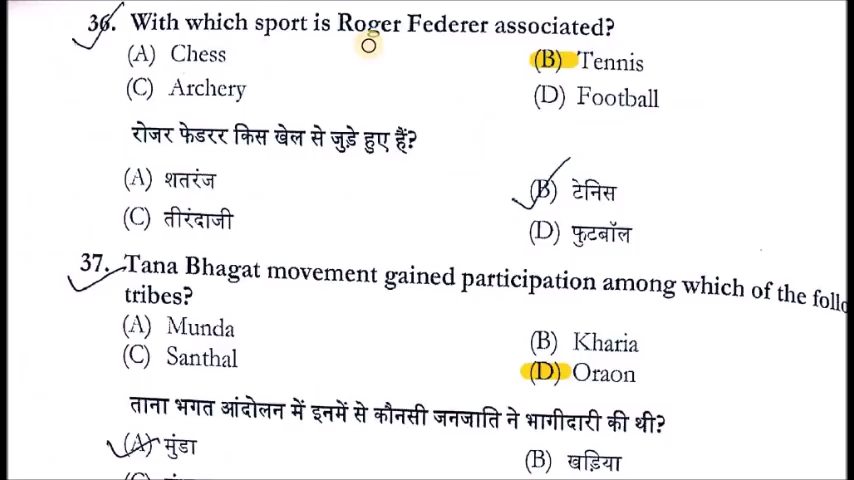 36. With which sport is Roger Federer associated?
(A) Chess (B) Tennis
(C) Archery (D) Football
रोजर फेडरर किस खेल से जुड़े हुए हैं?
(A) शतरंज (B) टेनिस
(C) तीरंदाजी (D) फुटबॉल
37. Tana Bhagat movement gained participation among which of the follo
tribes?
(A) Munda (B) Kharia
(C) Santhal (D) Oraon
ताना भगत आंदोलन में इनमें से कौनसी जनजाति ने भागीदारी की थी?
(A) मुंडा (B) खड़िया
(C)